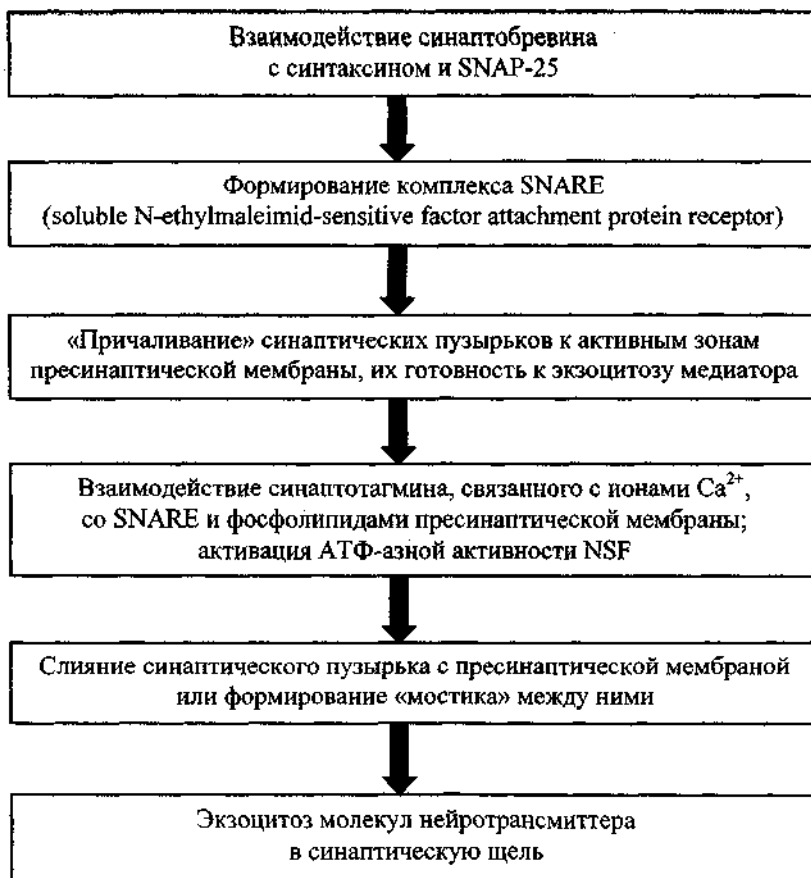 Взаимодействие синаптобревина
с синтаксином и SNAP-25
Формирование комплекса SNARE
(soluble N-ethylmaleimid-sensitive factor attachment protein receptor)
«Причаливание» синаптических пузырьков к активным зонам
пресинаптической мембраны, их готовность к экзоцитозу медиатора
Взаимодействие синаптотагмина, связанного с ионами Ca²⁺,
со SNARE и фосфолипидами пресинаптической мембраны;
активация АТФ-азной активности NSF
Слияние синаптического пузырька с пресинаптической мембраной
или формирование «мостика» между ними
Экзоцитоз молекул нейротрансмиттера
в синаптическую щель